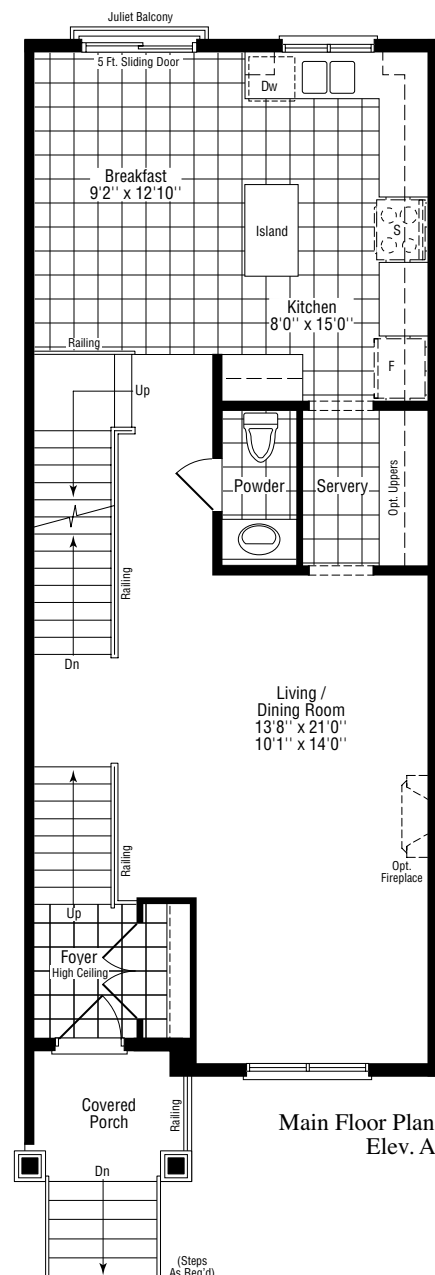 Juliet Balcony
5 Ft. Sliding Door
Dw
Breakfast
9'2'' x 12'10''
Island
S
Kitchen
8'0'' x 15'0''
Railing
F
Up
Powder
Servery
Opt. Uppers
Railing
Dn
Living /
Dining Room
13'8'' x 21'0''
10'1'' x 14'0''
Opt.
Fireplace
Railing
Up
Foyer
High Ceiling
Covered
Porch
Railing
Main Floor Plan
Elev. A
Dn
(Steps
As Req'd)